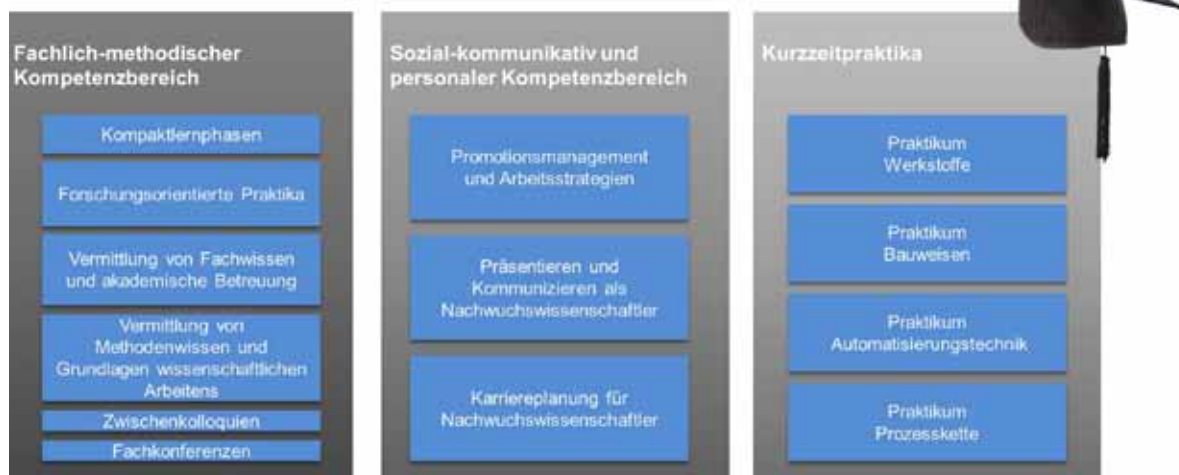 Fachlich-methodischer
Kompetenzbereich
Kompaktlernphasen
Forschungsorientierte Praktika
Vermittlung von Fachwissen
und akademische Betreuung
Vermittlung von
Methodenwissen und
Grundlagen wissenschaftlichen
Arbeitens
Zwischenkolloquien
Fachkonferenzen
Sozial-kommunikativ und
personaler Kompetenzbereich
Promotionsmanagement
und Arbeitsstrategien
Präsentieren und
Kommunizieren als
Nachwuchswissenschaftler
Karriereplanung für
Nachwuchswissenschaftler
Kurzzeitpraktika
Praktikum
Werkstoffe
Praktikum
Bauweisen
Praktikum
Automatisierungstechnik
Praktikum
Prozesskette